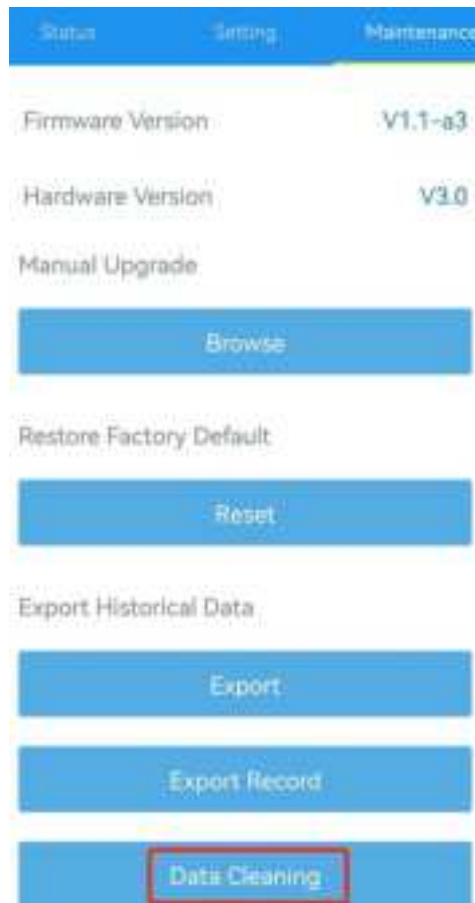 Status Setting Maintenance
Firmware Version V1.1-a3
Hardware Version V3.0
Manual Upgrade
Browse
Restore Factory Default
Reset
Export Historical Data
Export
Export Record
Data Cleaning